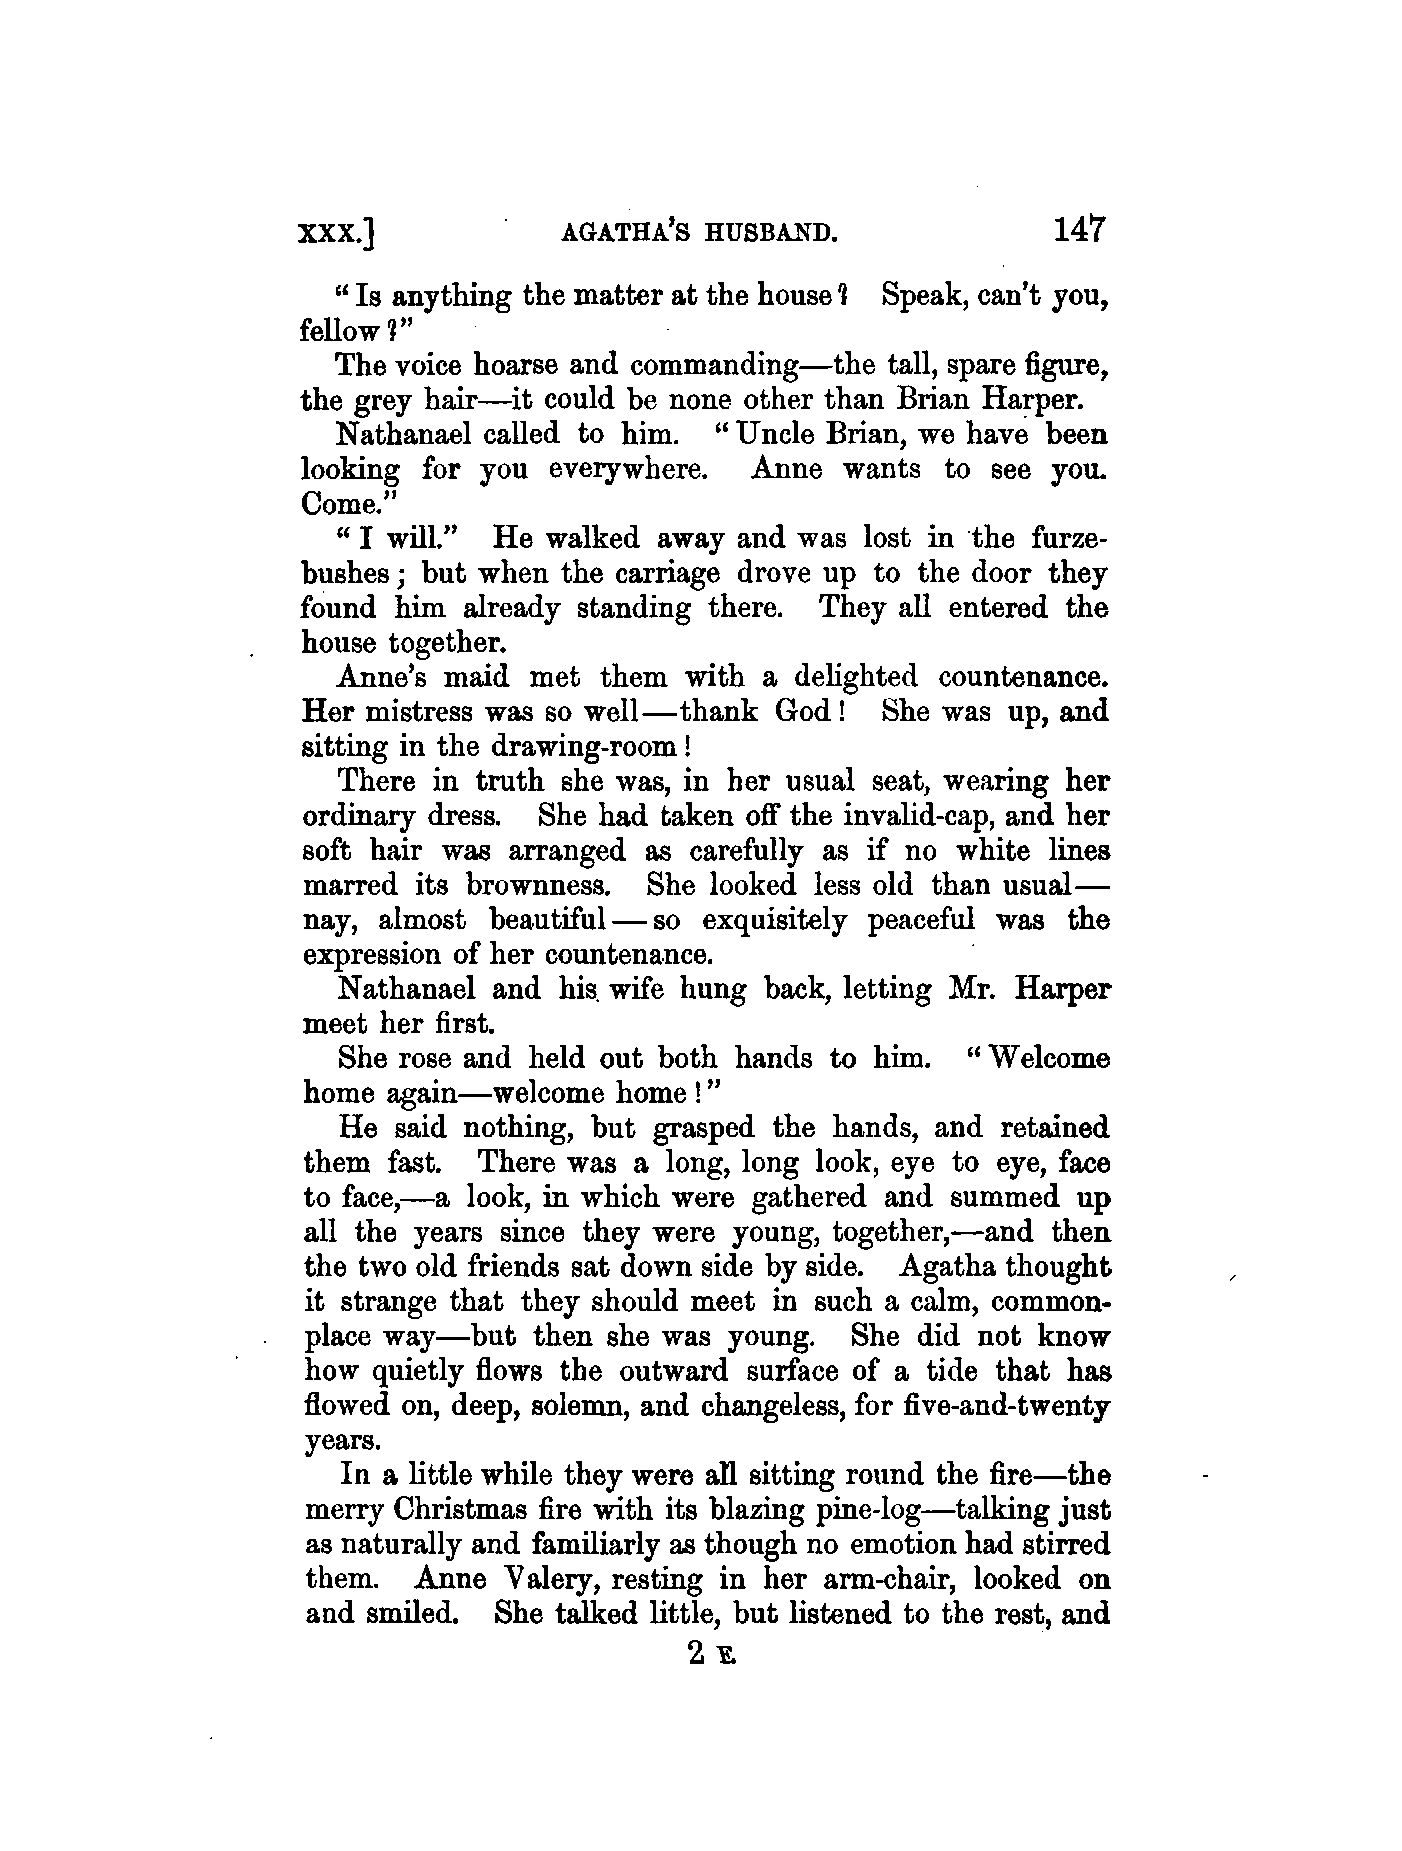 XXX.] AGATHA'S HUSBAND. 147
"Is anything the matter at the house? Speak, can't you,
fellow?"
The voice hoarse and commanding—the tall, spare figure,
the grey hair—it could be none other than Brian Harper.
Nathanael called to him. "Uncle Brian, we have been
looking for you everywhere. Anne wants to see you.
Come."
"I will." He walked away and was lost in the furze-
bushes; but when the carriage drove up to the door they
found him already standing there. They all entered the
house together.
Anne's maid met them with a delighted countenance.
Her mistress was so well—thank God! She was up, and
sitting in the drawing-room!
There in truth she was, in her usual seat, wearing her
ordinary dress. She had taken off the invalid-cap, and her
soft hair was arranged as carefully as if no white lines
marred its brownness. She looked less old than usual—
nay, almost beautiful—so exquisitely peaceful was the
expression of her countenance.
Nathanael and his wife hung back, letting Mr. Harper
meet her first.
She rose and held out both hands to him. "Welcome
home again—welcome home!"
He said nothing, but grasped the hands, and retained
them fast. There was a long, long look, eye to eye, face
to face,—a look, in which were gathered and summed up
all the years since they were young, together,—and then
the two old friends sat down side by side. Agatha thought
it strange that they should meet in such a calm, common-
place way—but then she was young. She did not know
how quietly flows the outward surface of a tide that has
flowed on, deep, solemn, and changeless, for five-and-twenty
years.
In a little while they were all sitting round the fire—the
merry Christmas fire with its blazing pine-log—talking just
as naturally and familiarly as though no emotion had stirred
them. Anne Valery, resting in her arm-chair, looked on
and smiled. She talked little, but listened to the rest, and
2 E